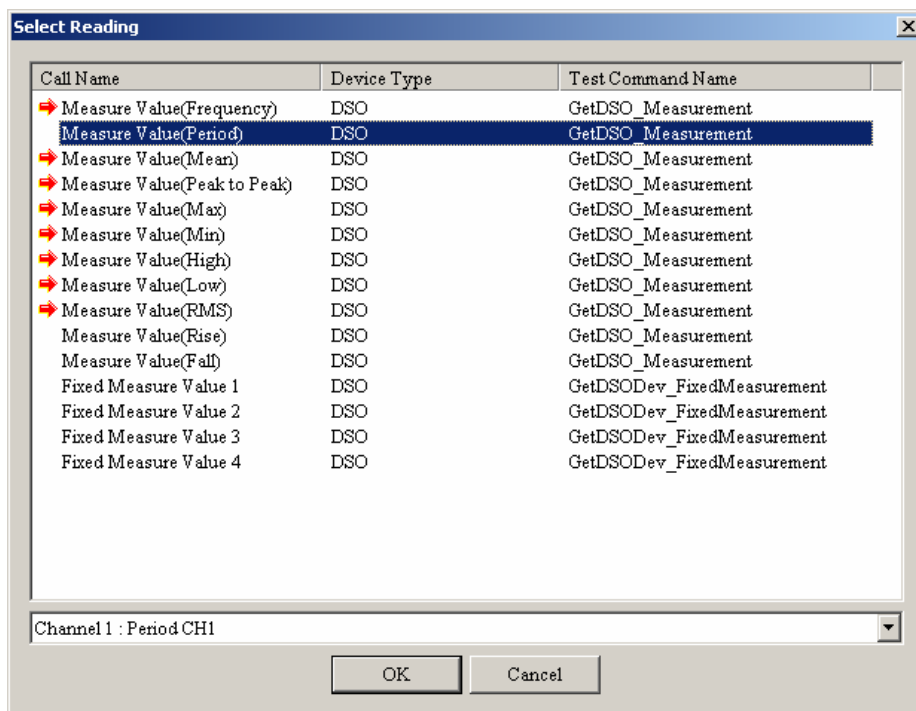 Select Reading
Call Name Device Type Test Command Name
Measure Value(Frequency) DSO GetDSO_Measurement
Measure Value(Period) DSO GetDSO_Measurement
Measure Value(Mean) DSO GetDSO_Measurement
Measure Value(Peak to Peak) DSO GetDSO_Measurement
Measure Value(Max) DSO GetDSO_Measurement
Measure Value(Min) DSO GetDSO_Measurement
Measure Value(High) DSO GetDSO_Measurement
Measure Value(Low) DSO GetDSO_Measurement
Measure Value(RMS) DSO GetDSO_Measurement
Measure Value(Rise) DSO GetDSO_Measurement
Measure Value(Fall) DSO GetDSO_Measurement
Fixed Measure Value 1 DSO GetDSODev_FixedMeasurement
Fixed Measure Value 2 DSO GetDSODev_FixedMeasurement
Fixed Measure Value 3 DSO GetDSODev_FixedMeasurement
Fixed Measure Value 4 DSO GetDSODev_FixedMeasurement
Channel 1 : Period CH1
OK Cancel